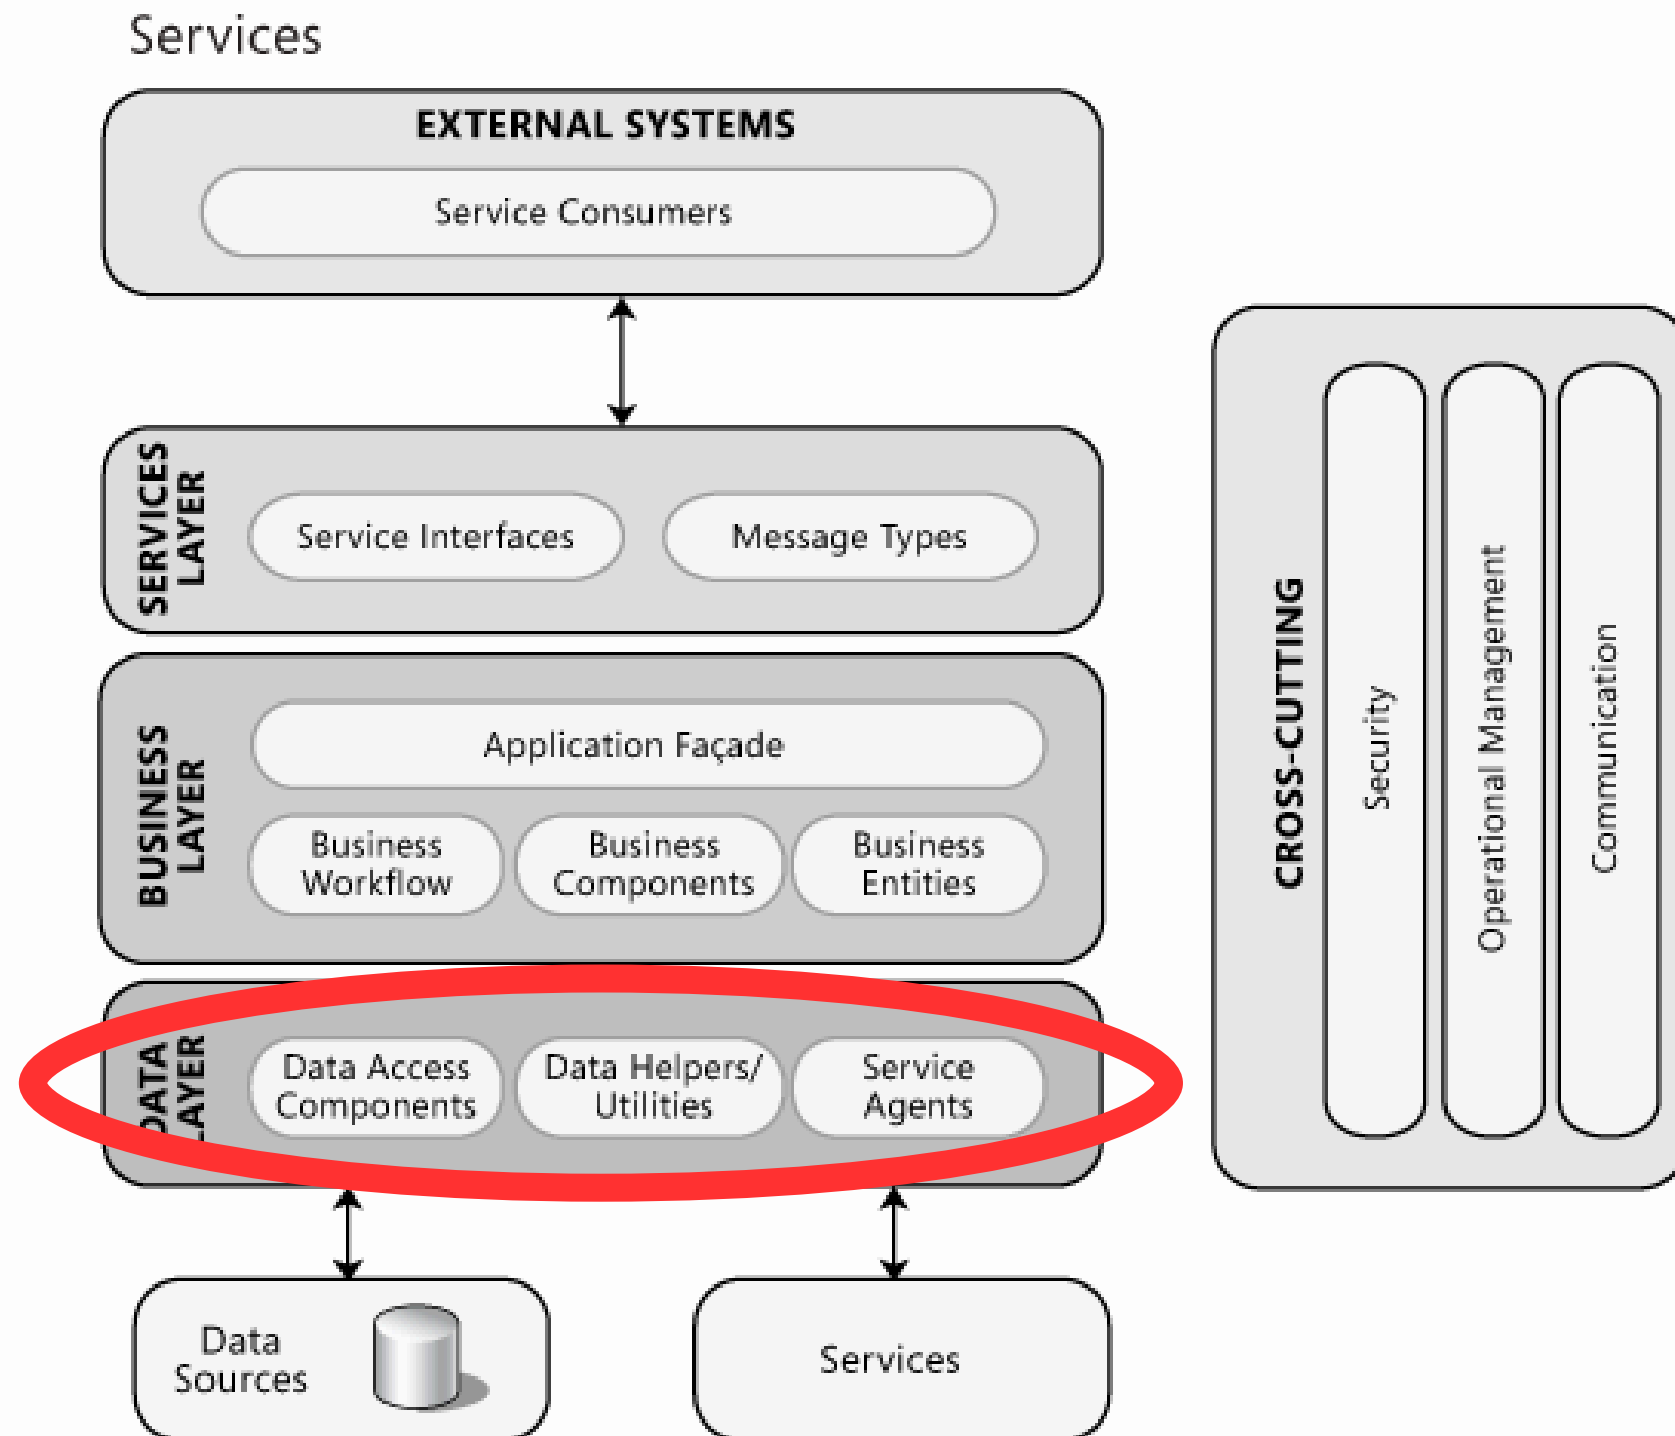 Services
EXTERNAL SYSTEMS
Service Consumers
SERVICES
LAYER
Service Interfaces
Message Types
BUSINESS
LAYER
Application Façade
Business
Workflow
Business
Components
Business
Entities
DATA
LAYER
Data Access
Components
Data Helpers/
Utilities
Service
Agents
Data
Sources
Services
CROSS-CUTTING
Security
Operational Management
Communication